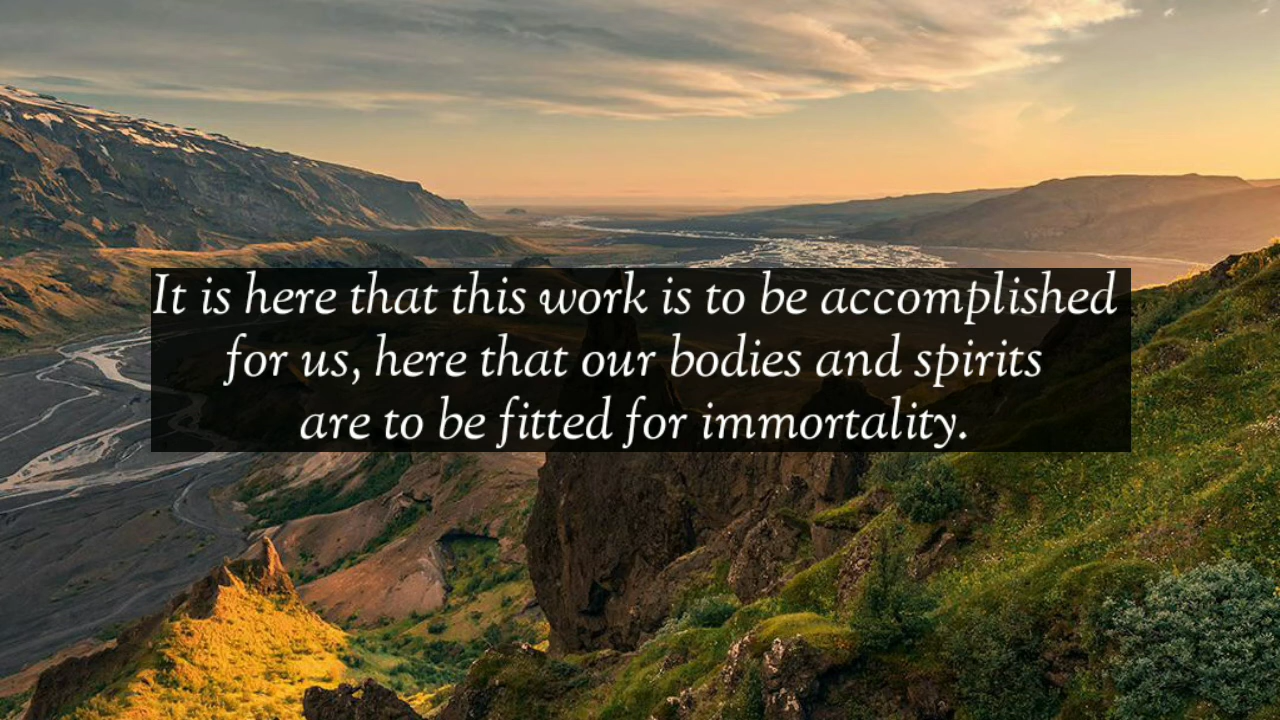 It is here that this work is to be accomplished
for us, here that our bodies and spirits
are to be fitted for immortality.